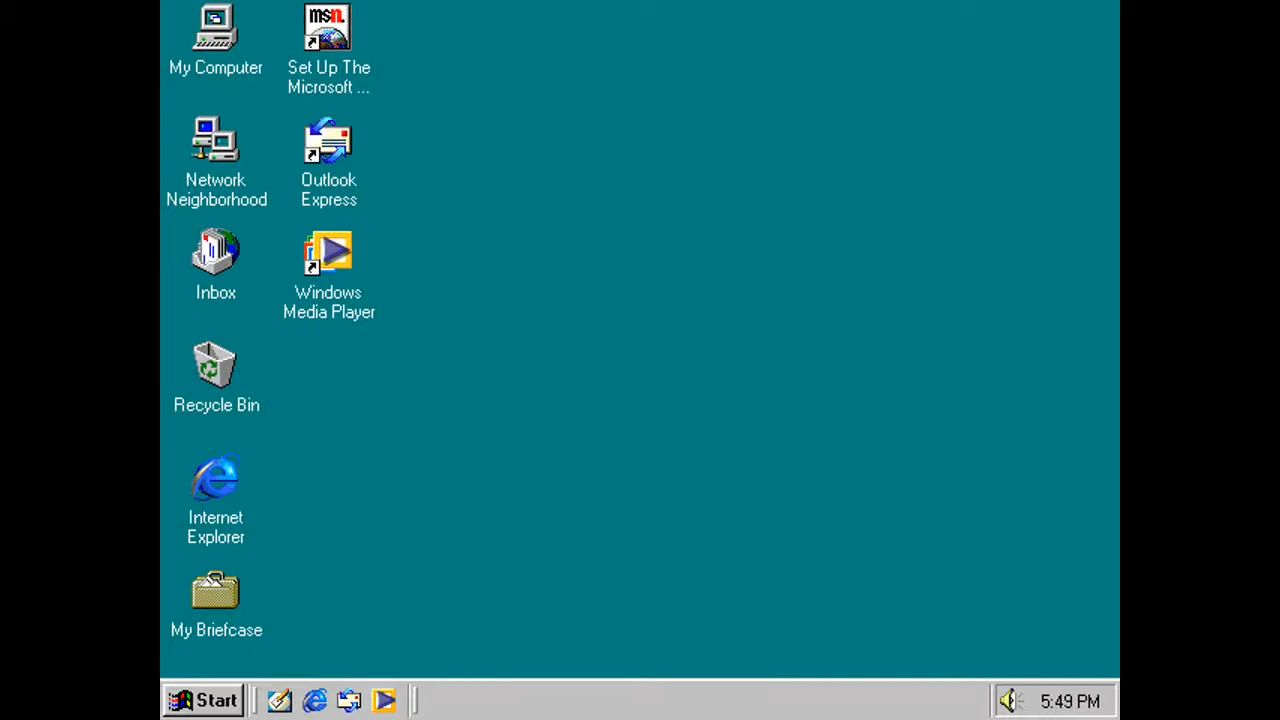 My Computer
msn.
Set Up The
Microsoft ...
Network
Neighborhood
Outlook
Express
Inbox
Windows
Media Player
Recycle Bin
Internet
Explorer
My Briefcase
Start
5:49 PM